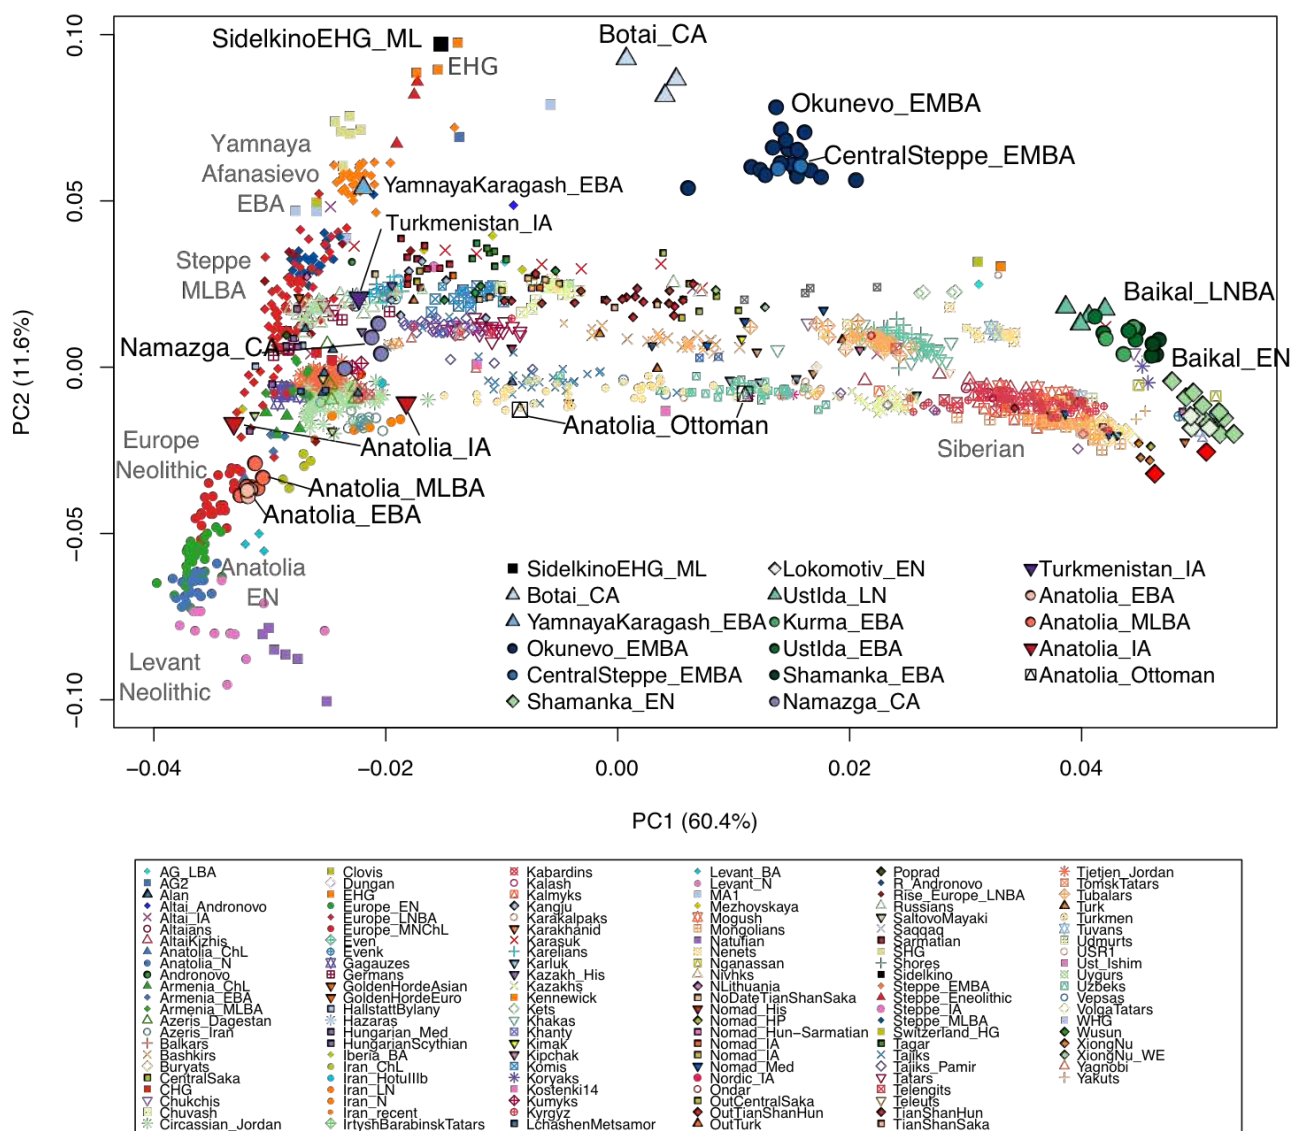 SidelkinoEHG_ML
EHG
Botai_CA
Okunevo_EMBA
CentralSteppe_EMBA
Yamnaya
Afanasievo
EBA
YamnayaKaragash_EBA
Turkmenistan_IA
Steppe
MLBA
Namazga_CA
Baikal_LNBA
Baikal_EN
Siberian
Anatolia_Ottoman
Anatolia_IA
Europe
Neolithic
Anatolia_MLBA
Anatolia_EBA
Anatolia
EN
Levant
Neolithic
PC2 (11.6%)
0.10
0.05
0.00
−0.05
−0.10
SidelkinoEHG_ML
Botai_CA
YamnayaKaragash_EBA
Okunevo_EMBA
CentralSteppe_EMBA
Shamanka_EN
Lokomotiv_EN
UstIda_LN
Kurma_EBA
UstIda_EBA
Shamanka_EBA
Namazga_CA
Turkmenistan_IA
Anatolia_EBA
Anatolia_MLBA
Anatolia_IA
Anatolia_Ottoman
−0.04
−0.02
0.00
0.02
0.04
PC1 (60.4%)
AG_LBA
AG2
Alan
Altai_Andronovo
Altai_IA
Altaians
AltaiKizhis
Anatolia_ChL
Anatolia_N
Andronovo
Armenia_ChL
Armenia_EBA
Armenia_MLBA
Azeris_Dagestan
Azeris_Iran
Balkars
Bashkirs
Buryats
CentralSaka
CHG
Chukchis
Chuvash
Circassian_Jordan
Clovis
Dungan
EHG
Europe_EN
Europe_LNBA
Europe_MNChL
Even
Evenk
Gagauzes
Germans
GoldenHordeAsian
GoldenHordeEuro
HallstattBylany
Hazaras
Hungarian_Med
HungarianScythian
Iberia_BA
Iran_ChL
Iran_HotuIIIb
Iran_LN
Iran_N
Iran_recent
IrtyshBarabinskTatars
Kabardins
Kalash
Kalmyks
Kangju
Karakalpaks
Karakhanid
Karasuk
Karelians
Karluk
Kazakh_His
Kazakhs
Kennewick
Kets
Khakas
Khanty
Kimak
Kipchak
Komis
Koryaks
Kostenki14
Kumyks
Kyrgyz
LchashenMetsamor
Levant_BA
Levant_N
MA1
Mezhovskaya
Mogush
Mongolians
Natufian
Nenets
Nganassan
Nivhks
NLithuania
NoDateTianShanSaka
Nomad_His
Nomad_HP
Nomad_Hun−Sarmatian
Nomad_IA
Nomad_Med
Nordic_IA
Ondar
OutCentralSaka
OutTianShanHun
OutTurk
Poprad
R_Andronovo
Rise_Europe_LNBA
Russians
SaltovoMayaki
Saqqaq
Sarmatian
SHG
Shores
Sidelkino
Steppe_EMBA
Steppe_Eneolithic
Steppe_IA
Steppe_MLBA
Switzerland_HG
Tagar
Tajiks
Tajiks_Pamir
Tatars
Telengits
Teleuts
TianShanHun
TianShanSaka
Tjetjen_Jordan
TomskTatars
Tubalars
Turk
Turkmen
Tuvans
Udmurts
USR1
Ust_Ishim
Uygurs
Uzbeks
Vepsas
VolgaTatars
WHG
Wusun
XiongNu
XiongNu_WE
Yagnobi
Yakuts